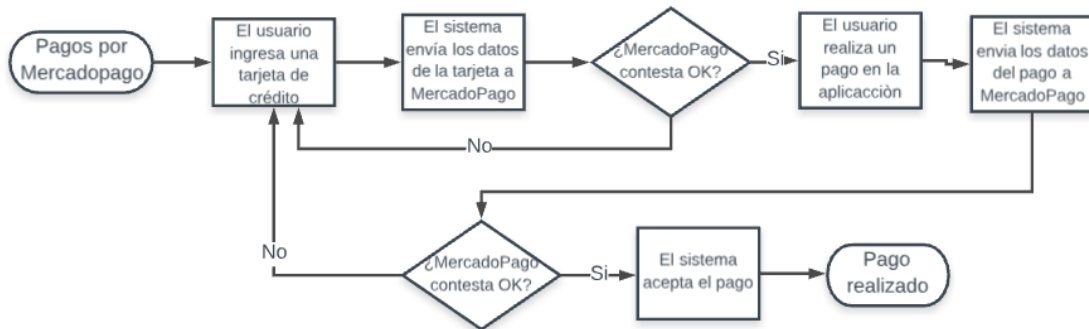 Pagos por
Mercadopago
El usuario
ingresa una
tarjeta de
crédito
El sistema
envía los datos
de la tarjeta a
MercadoPago
¿MercadoPago
contesta OK?
Si
El usuario
realiza un
pago en la
aplicacciòn
El sistema
envia los datos
del pago a
MercadoPago
No
No
¿MercadoPago
contesta OK?
Si
El sistema
acepta el pago
Pago
realizado